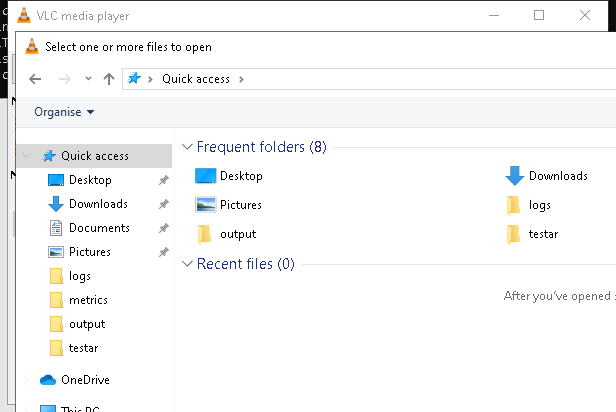 VLC media player
Select one or more files to open
Quick access
Organise
Quick access
Desktop
Downloads
Documents
Pictures
logs
metrics
output
testar
OneDrive
This PC
Frequent folders (8)
Desktop
Downloads
Pictures
logs
output
testar
Recent files (0)
After you've opened